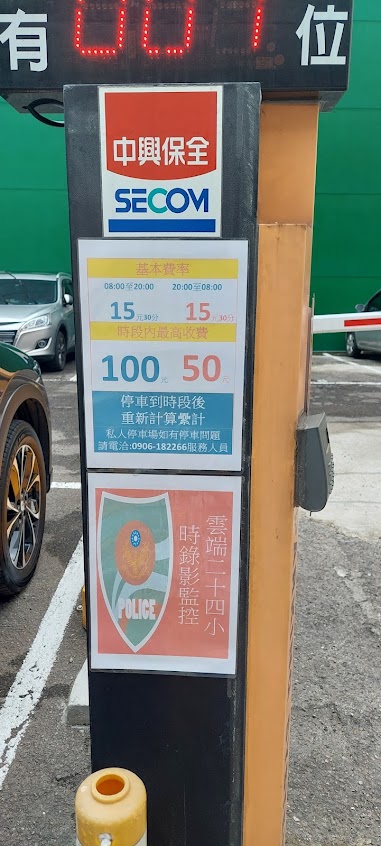 有 001 位
中興保全
SECOM
基本費率
08:00至20:00 20:00至08:00
15元30分 15元30分
時段內最高收費
100元 50元
停車到時段後
重新計算累計
私人停車場如有停車問題
請電洽:0906-182266服務人員
雲端二十四小
時錄影監控
POLICE